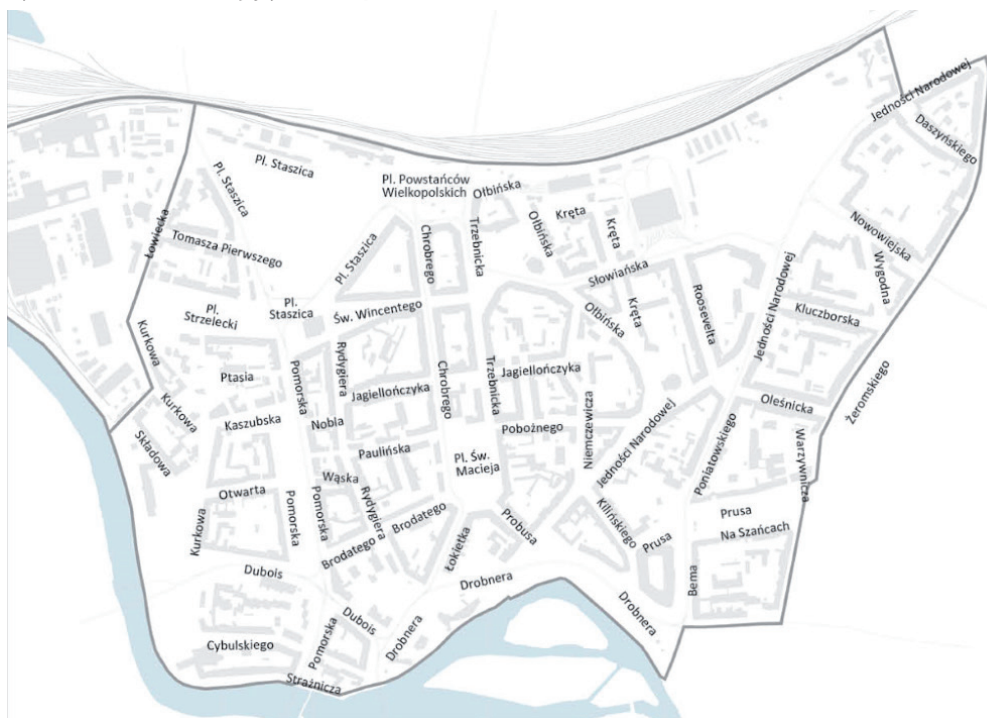 Jedności Narodowej
Daszyńskiego
Pl. Staszica
Pl. Staszica
Pl. Powstańców
Wielkopolskich
Ołbińska
Kręta
Ołbińska
Kręta
Nowowiejska
Łowiecka
Tomasza Pierwszego
Pl. Staszica
Chrobrego
Trzebnicka
Słowiańska
Wygodna
Jedności Narodowej
Roosevelta
Kluczborska
Pl.
Strzelecki
Pl.
Staszica
Św. Wincentego
Ołbińska
Kręta
Kurkowa
Rydygiera
Ptasia
Pomorska
Jagiellończyka
Chrobrego
Trzebnicka
Jagiellończyka
Żeromskiego
Oleśnicka
Kurkowa
Kaszubska
Nobla
Pobożnego
Niemczewicza
Jedności Narodowej
Poniatowskiego
Składowa
Paulińska
Pl. Św.
Macieja
Warzywnicza
Wąska
Otwarta
Pomorska
Pomorska
Rydygiera
Brodatego
Probusa
Kilińskiego
Prusa
Prusa
Na Szańcach
Kurkowa
Brodatego
Łokietka
Dubois
Drobnera
Bema
Drobnera
Dubois
Cybulskiego
Pomorska
Drobnera
Strażnicza